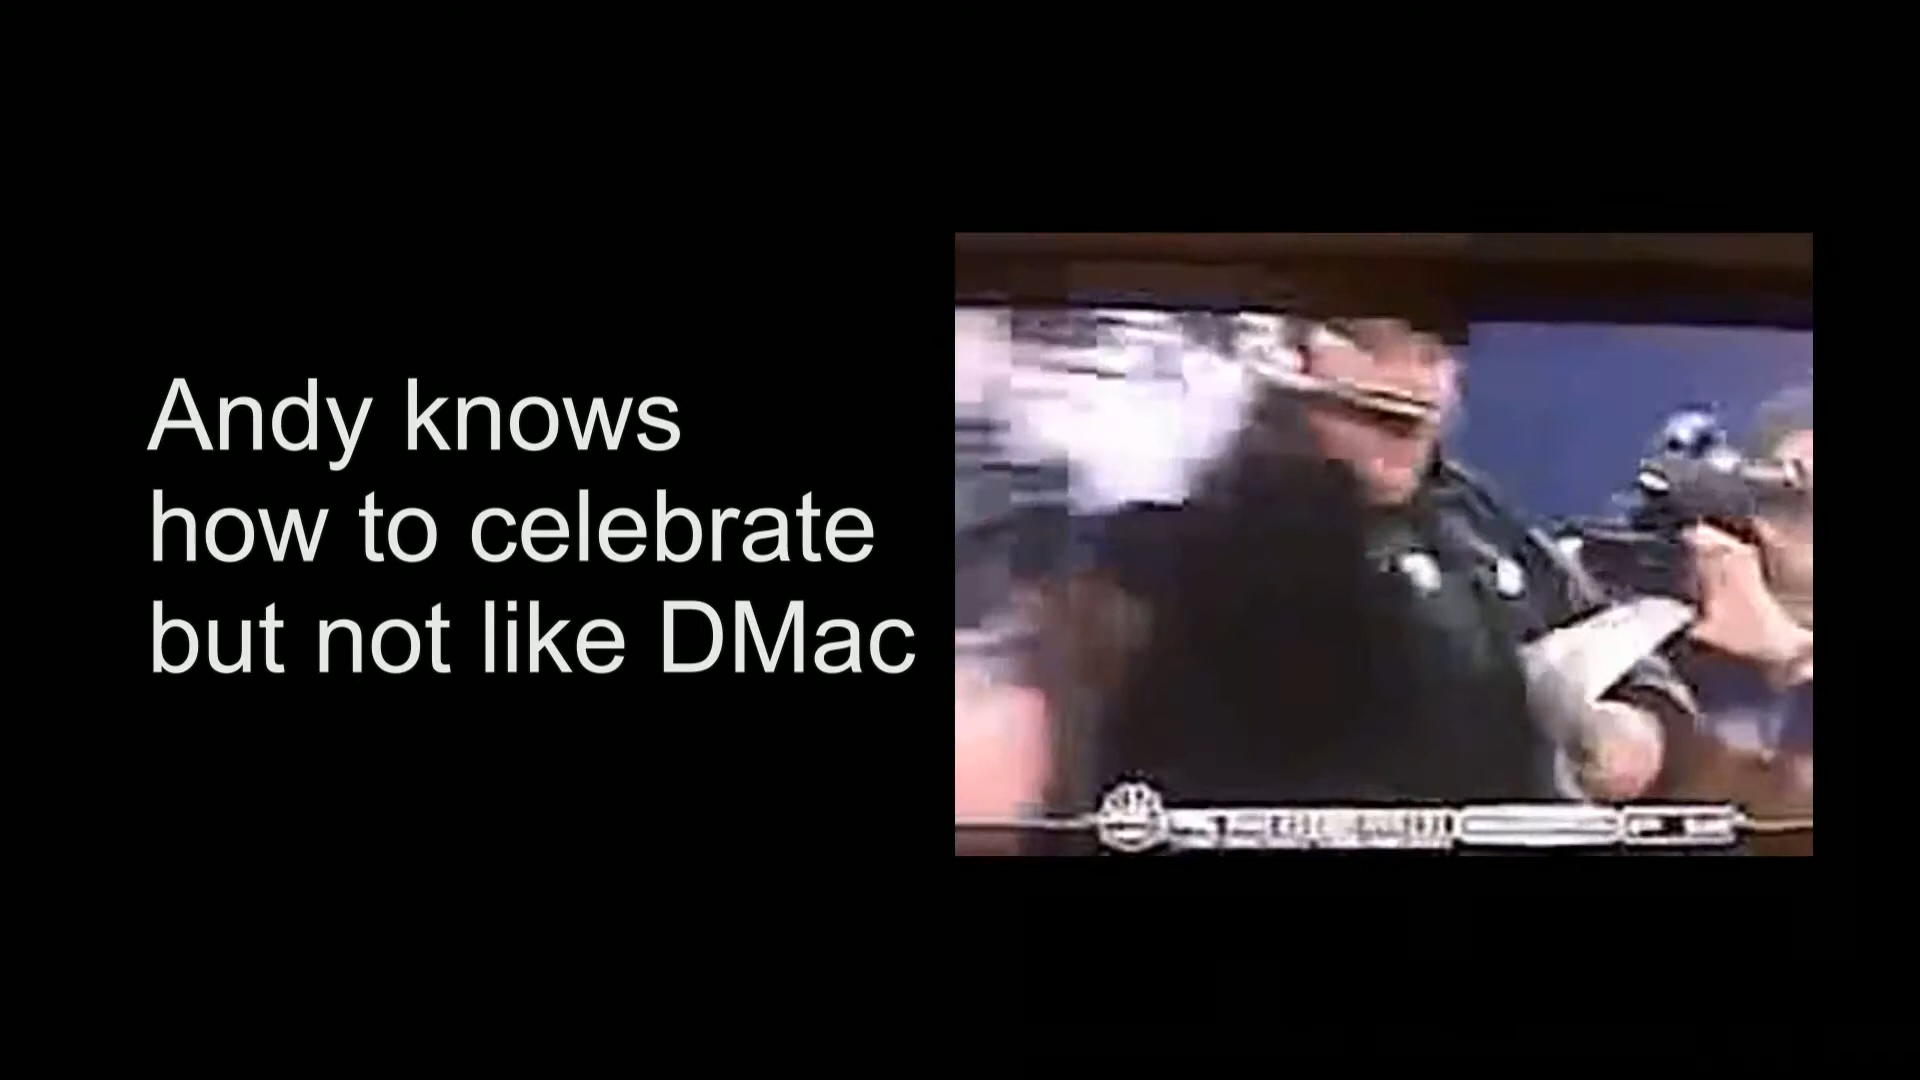 Andy knows
how to celebrate
but not like DMac